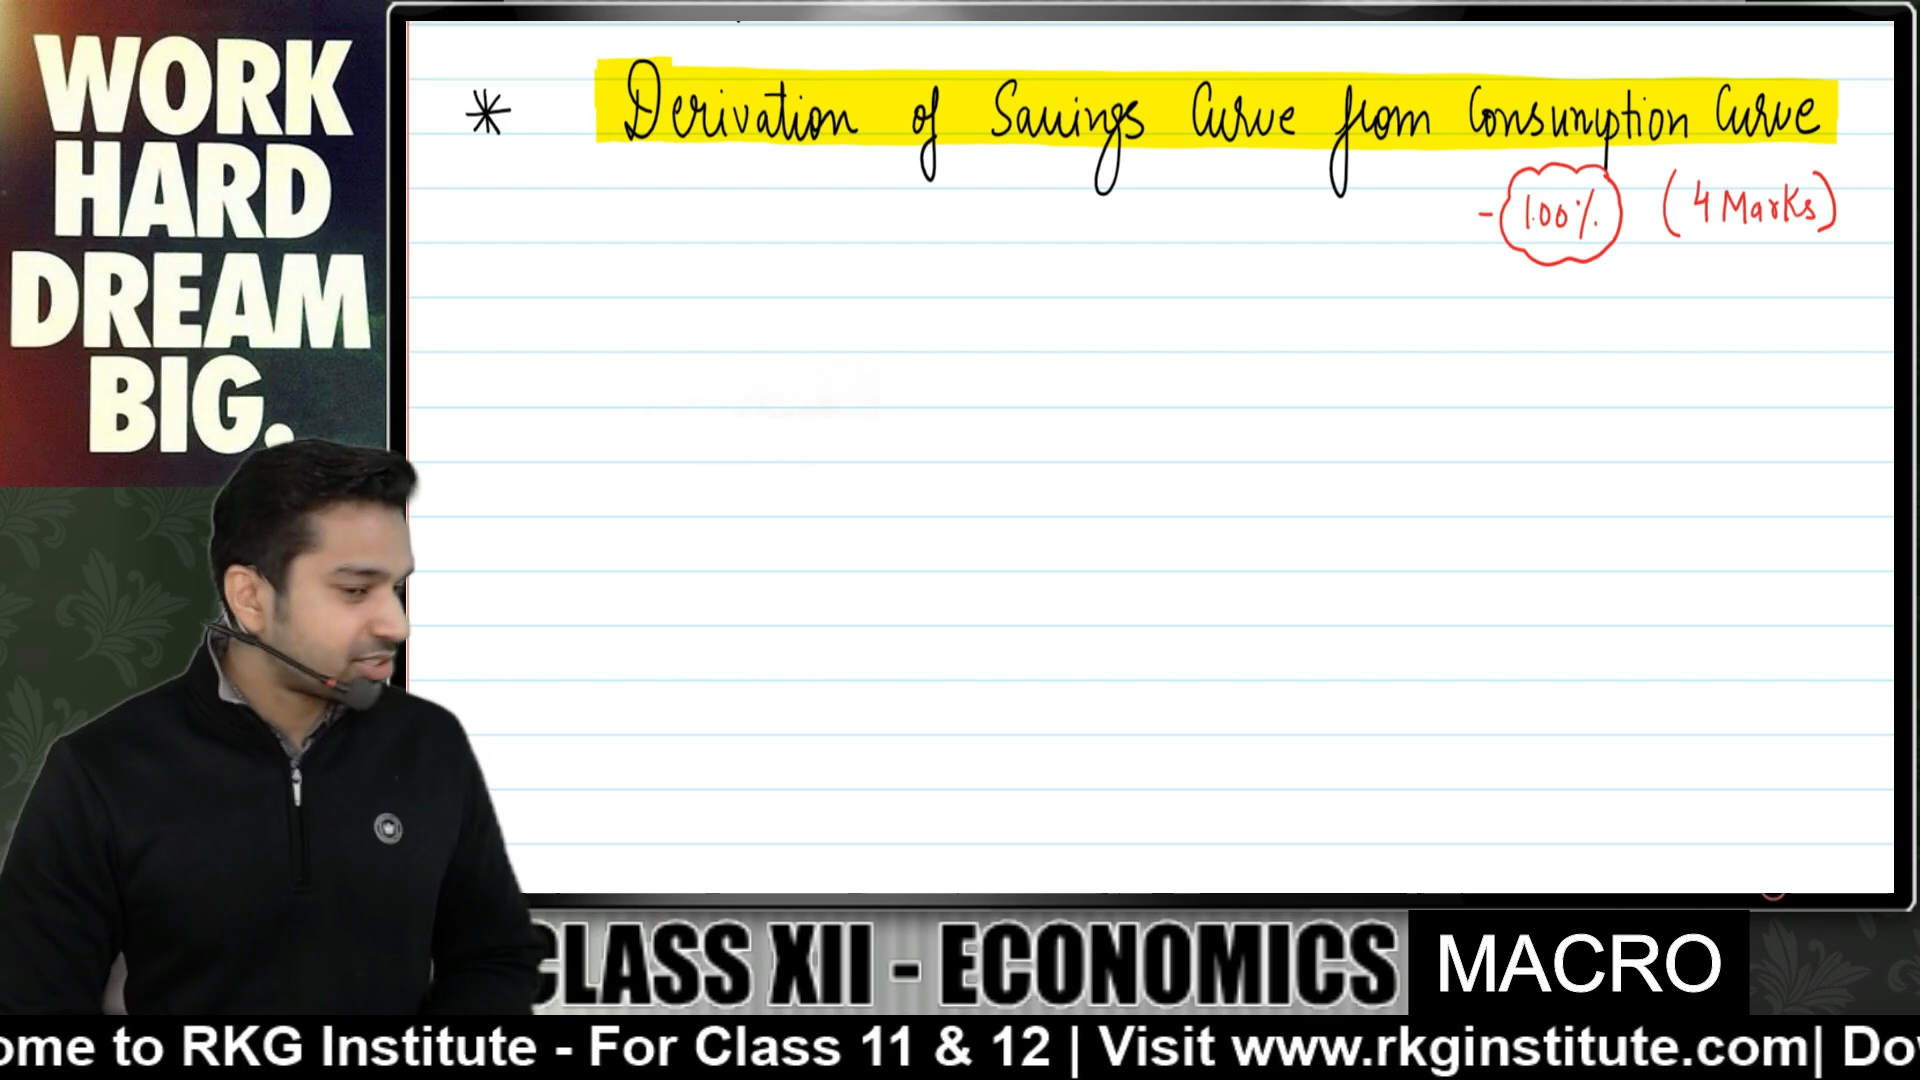 WORK
HARD
DREAM
BIG.
* Derivation of Savings Curve from Consumption Curve
- 100% (4 Marks)
CLASS XII - ECONOMICS MACRO
ome to RKG Institute - For Class 11 & 12 | Visit www.rkginstitute.com| Do